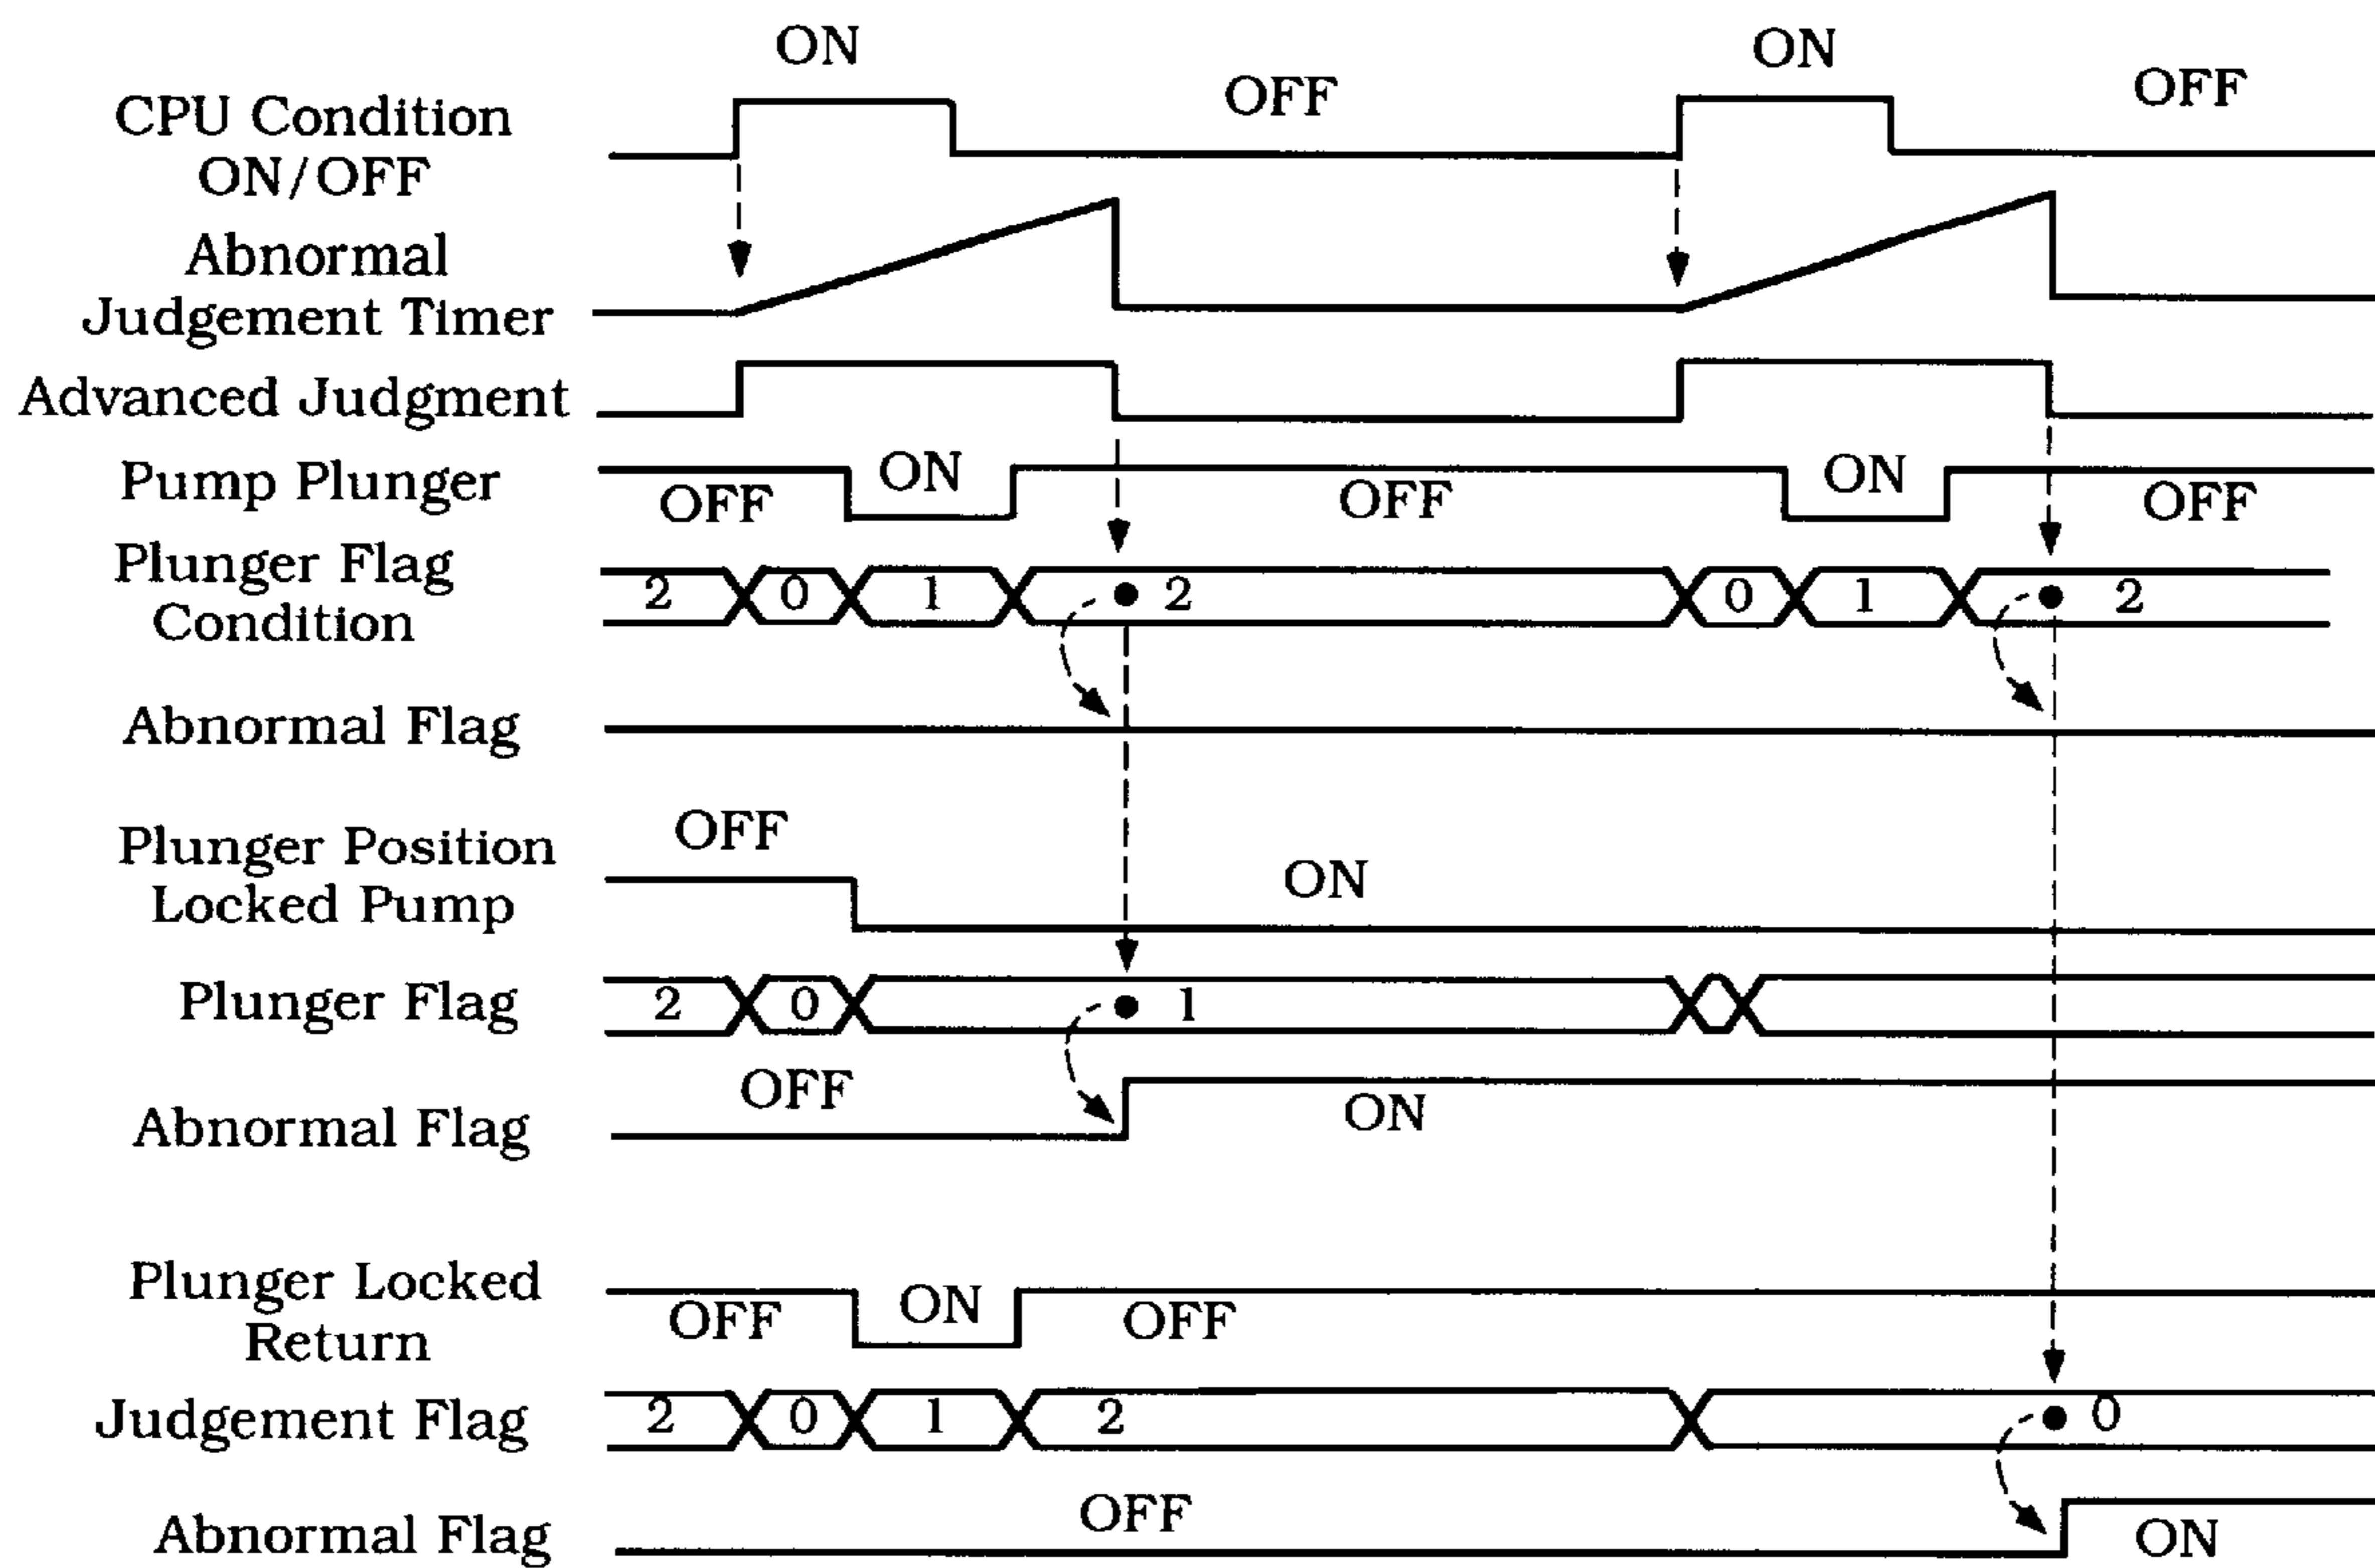 ON
ON
OFF
OFF
CPU Condition
ON/OFF
Abnormal
Judgement Timer
Advanced Judgment
Pump Plunger
OFF
ON
OFF
ON
OFF
Plunger Flag
Condition
2
0
1
2
0
1
2
Abnormal Flag
Plunger Position
Locked Pump
OFF
ON
Plunger Flag
2
0
1
Abnormal Flag
OFF
ON
Plunger Locked
Return
OFF
ON
OFF
Judgement Flag
2
0
1
2
0
Abnormal Flag
OFF
ON